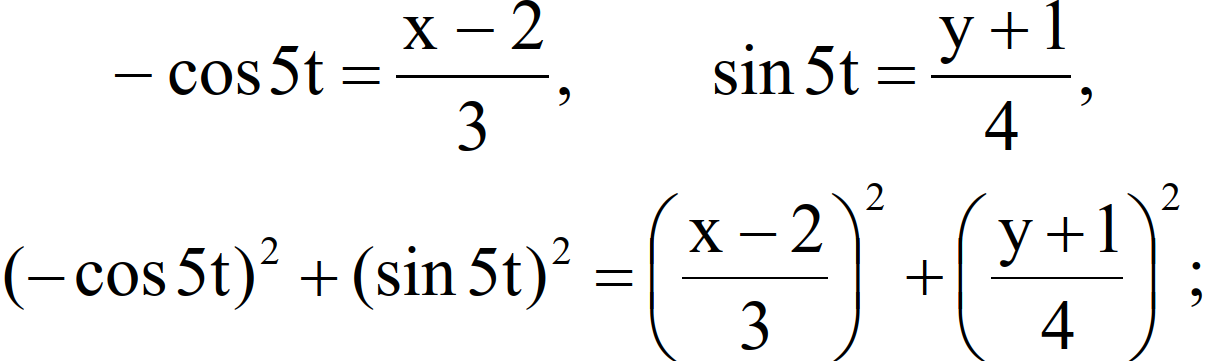 − cos 5t = (x − 2)/3, sin 5t = (y + 1)/4,
(− cos 5t)² + (sin 5t)² = ((x − 2)/3)² + ((y + 1)/4)²;